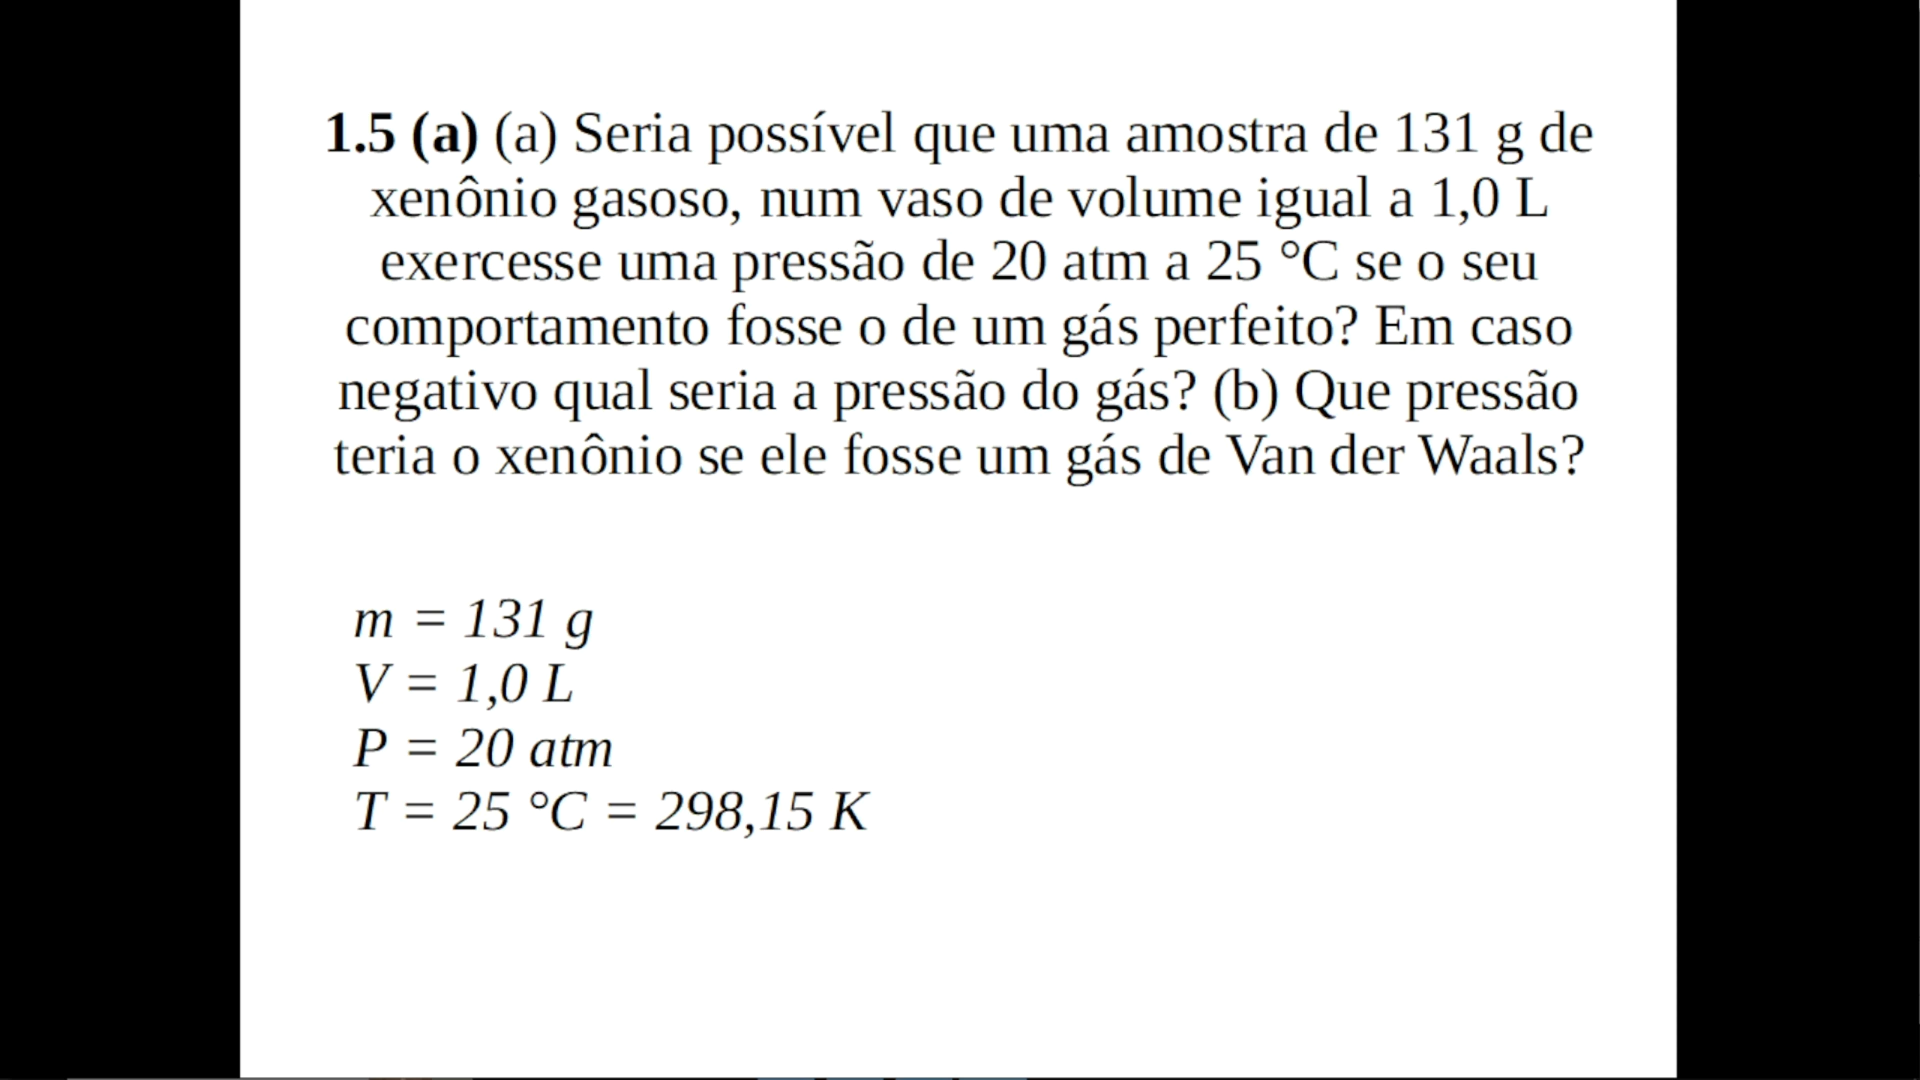 1.5 (a) (a) Seria possível que uma amostra de 131 g de
xenônio gasoso, num vaso de volume igual a 1,0 L
exercesse uma pressão de 20 atm a 25 °C se o seu
comportamento fosse o de um gás perfeito? Em caso
negativo qual seria a pressão do gás? (b) Que pressão
teria o xenônio se ele fosse um gás de Van der Waals?
m = 131 g
V = 1,0 L
P = 20 atm
T = 25 °C = 298,15 K